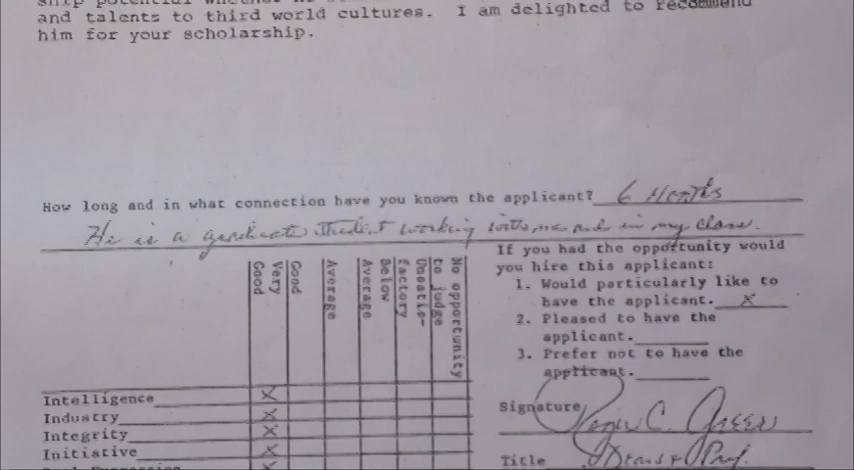 and talents to third world cultures. I am delighted to recommend
him for your scholarship.
How long and in what connection have you known the applicant? 6 Months
He is a graduate student working with me and in my class.
If you had the opportunity would
you hire this applicant:
1. Would particularly like to
have the applicant. X
2. Pleased to have the
applicant.
3. Prefer not to have the
applicant.
Very Good
Good
Average
Below Average
Unsatis-factory
No opportunity to judge
Intelligence X
Industry X
Integrity X
Initiative X
X
Signature
Title